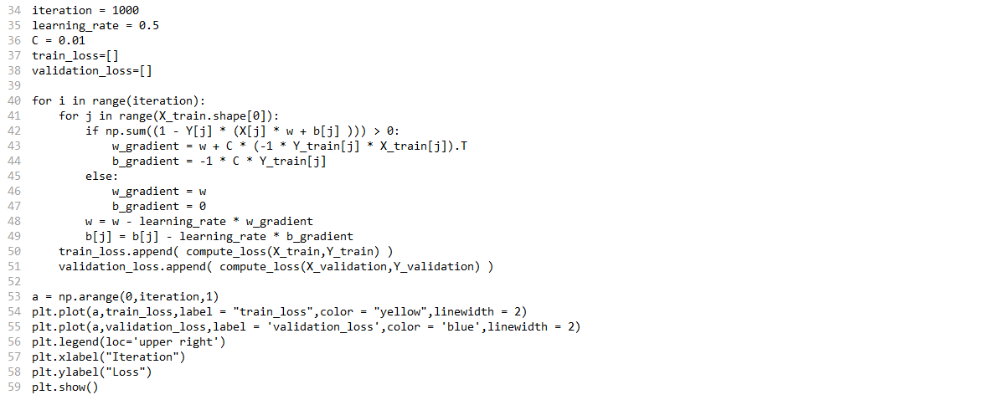 34 iteration = 1000
35 learning_rate = 0.5
36 C = 0.01
37 train_loss=[]
38 validation_loss=[]
39
40 for i in range(iteration):
41     for j in range(X_train.shape[0]):
42         if np.sum((1 - Y[j] * (X[j] * w + b[j] ))) > 0:
43             w_gradient = w + C * (-1 * Y_train[j] * X_train[j]).T
44             b_gradient = -1 * C * Y_train[j]
45         else:
46             w_gradient = w
47             b_gradient = 0
48         w = w - learning_rate * w_gradient
49         b[j] = b[j] - learning_rate * b_gradient
50     train_loss.append( compute_loss(X_train,Y_train) )
51     validation_loss.append( compute_loss(X_validation,Y_validation) )
52
53 a = np.arange(0,iteration,1)
54 plt.plot(a,train_loss,label = "train_loss",color = "yellow",linewidth = 2)
55 plt.plot(a,validation_loss,label = 'validation_loss',color = 'blue',linewidth = 2)
56 plt.legend(loc='upper right')
57 plt.xlabel("Iteration")
58 plt.ylabel("Loss")
59 plt.show()